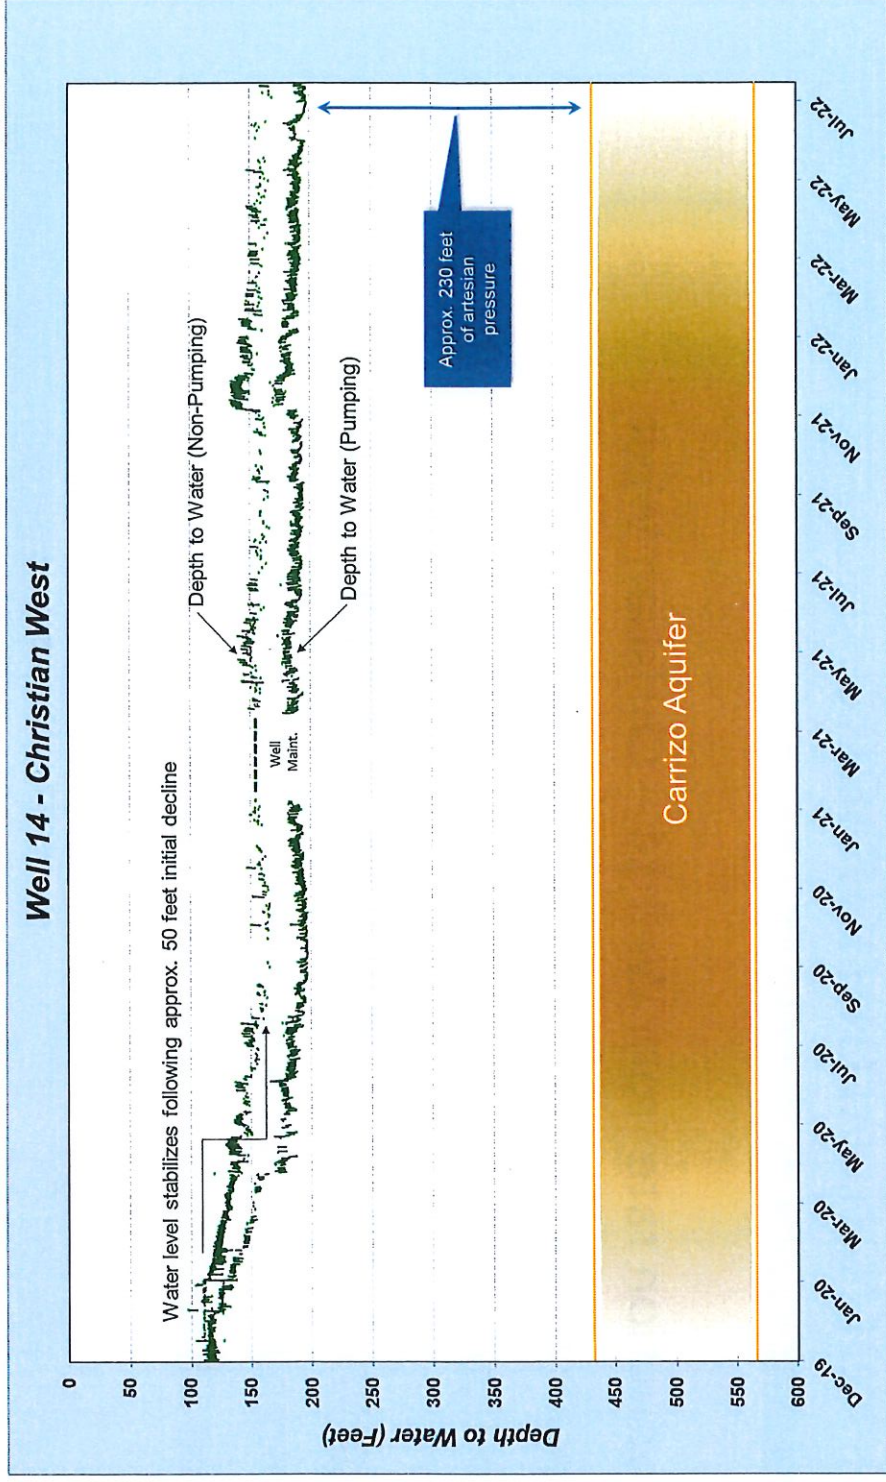 Well 14 - Christian West
Water level stabilizes following approx. 50 feet initial decline
Depth to Water (Non-Pumping)
Well
Maint.
Depth to Water (Pumping)
Approx. 230 feet
of artesian
pressure
Carrizo Aquifer
Depth to Water (Feet)
0
50
100
150
200
250
300
350
400
450
500
550
600
Dec-19
Jan-20
Mar-20
May-20
Jul-20
Sep-20
Nov-20
Jan-21
Mar-21
May-21
Jul-21
Sep-21
Nov-21
Jan-22
Mar-22
May-22
Jul-22